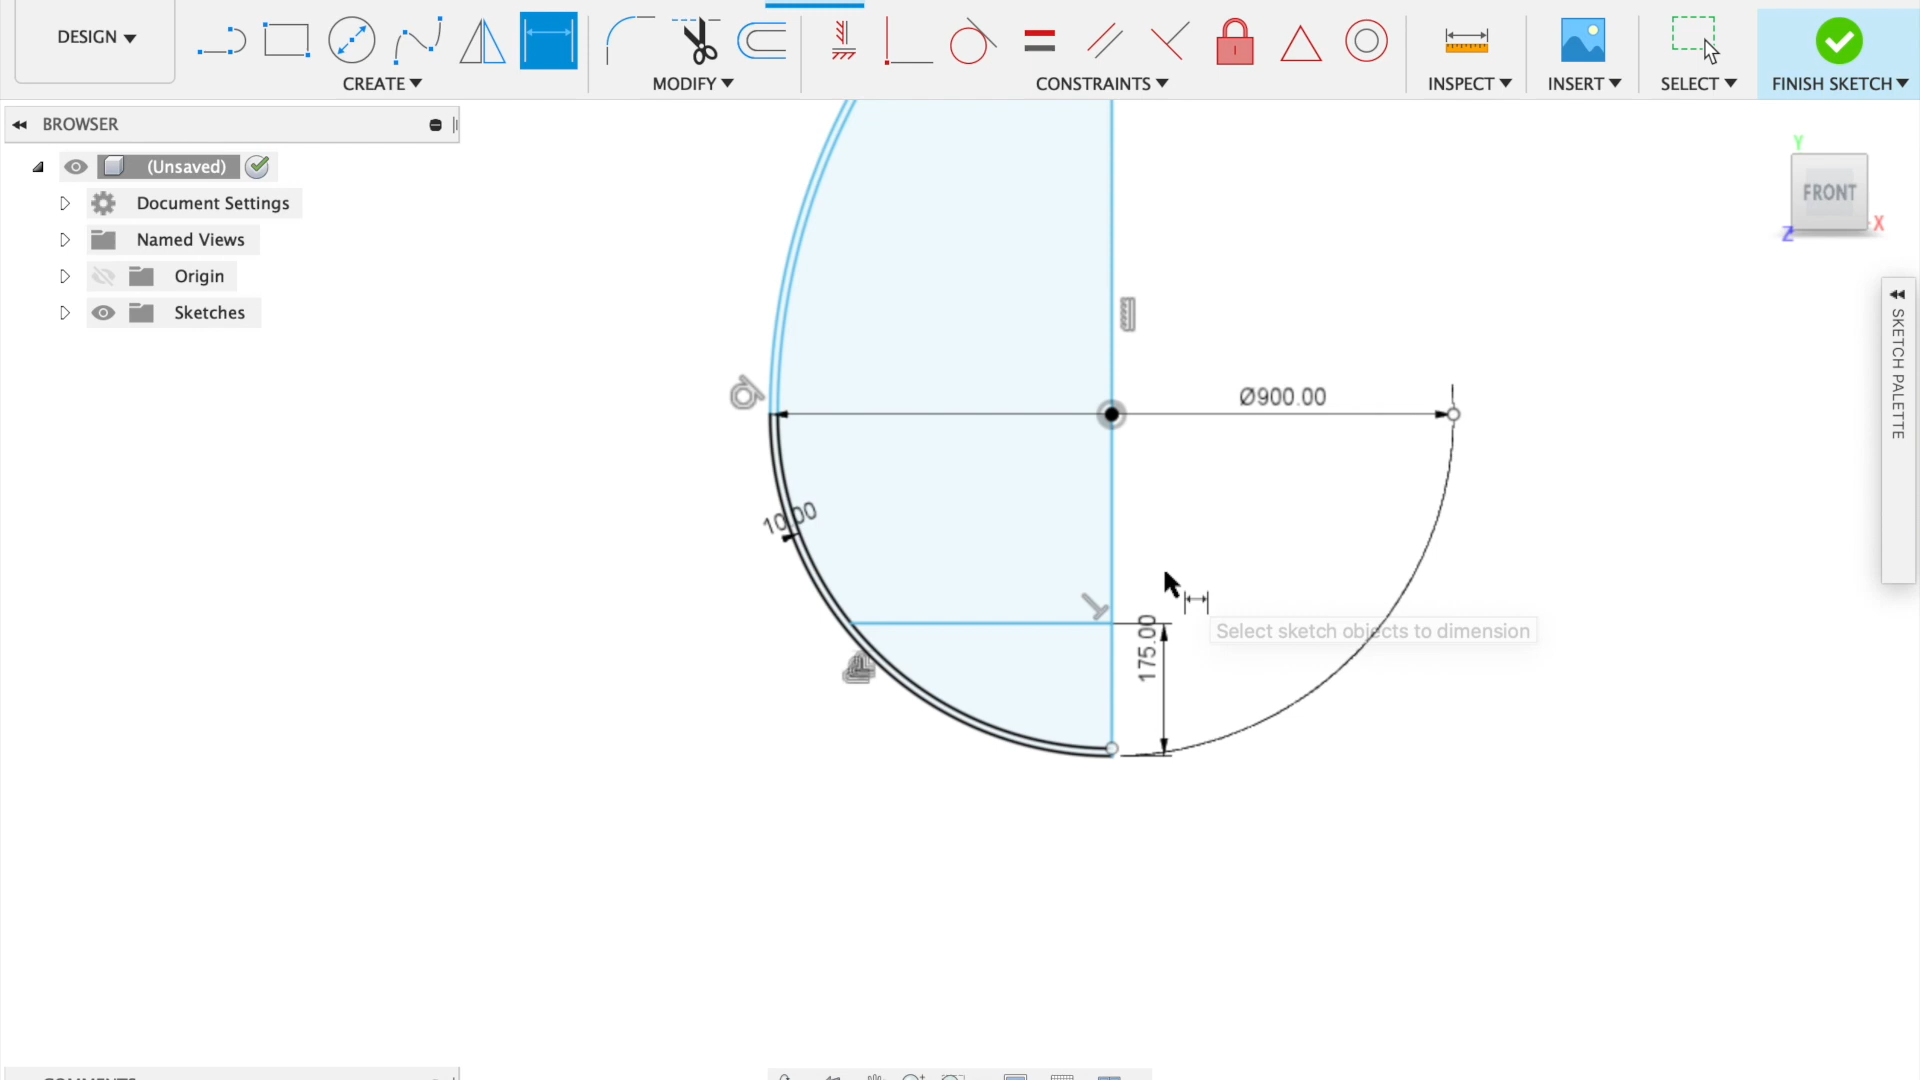 DESIGN
CREATE
MODIFY
CONSTRAINTS
INSPECT
INSERT
SELECT
FINISH SKETCH
BROWSER
(Unsaved)
Document Settings
Named Views
Origin
Sketches
Y
FRONT
X
Z
SKETCH PALETTE
Ø900.00
10.00
175.00
Select sketch objects to dimension
COMMENTS